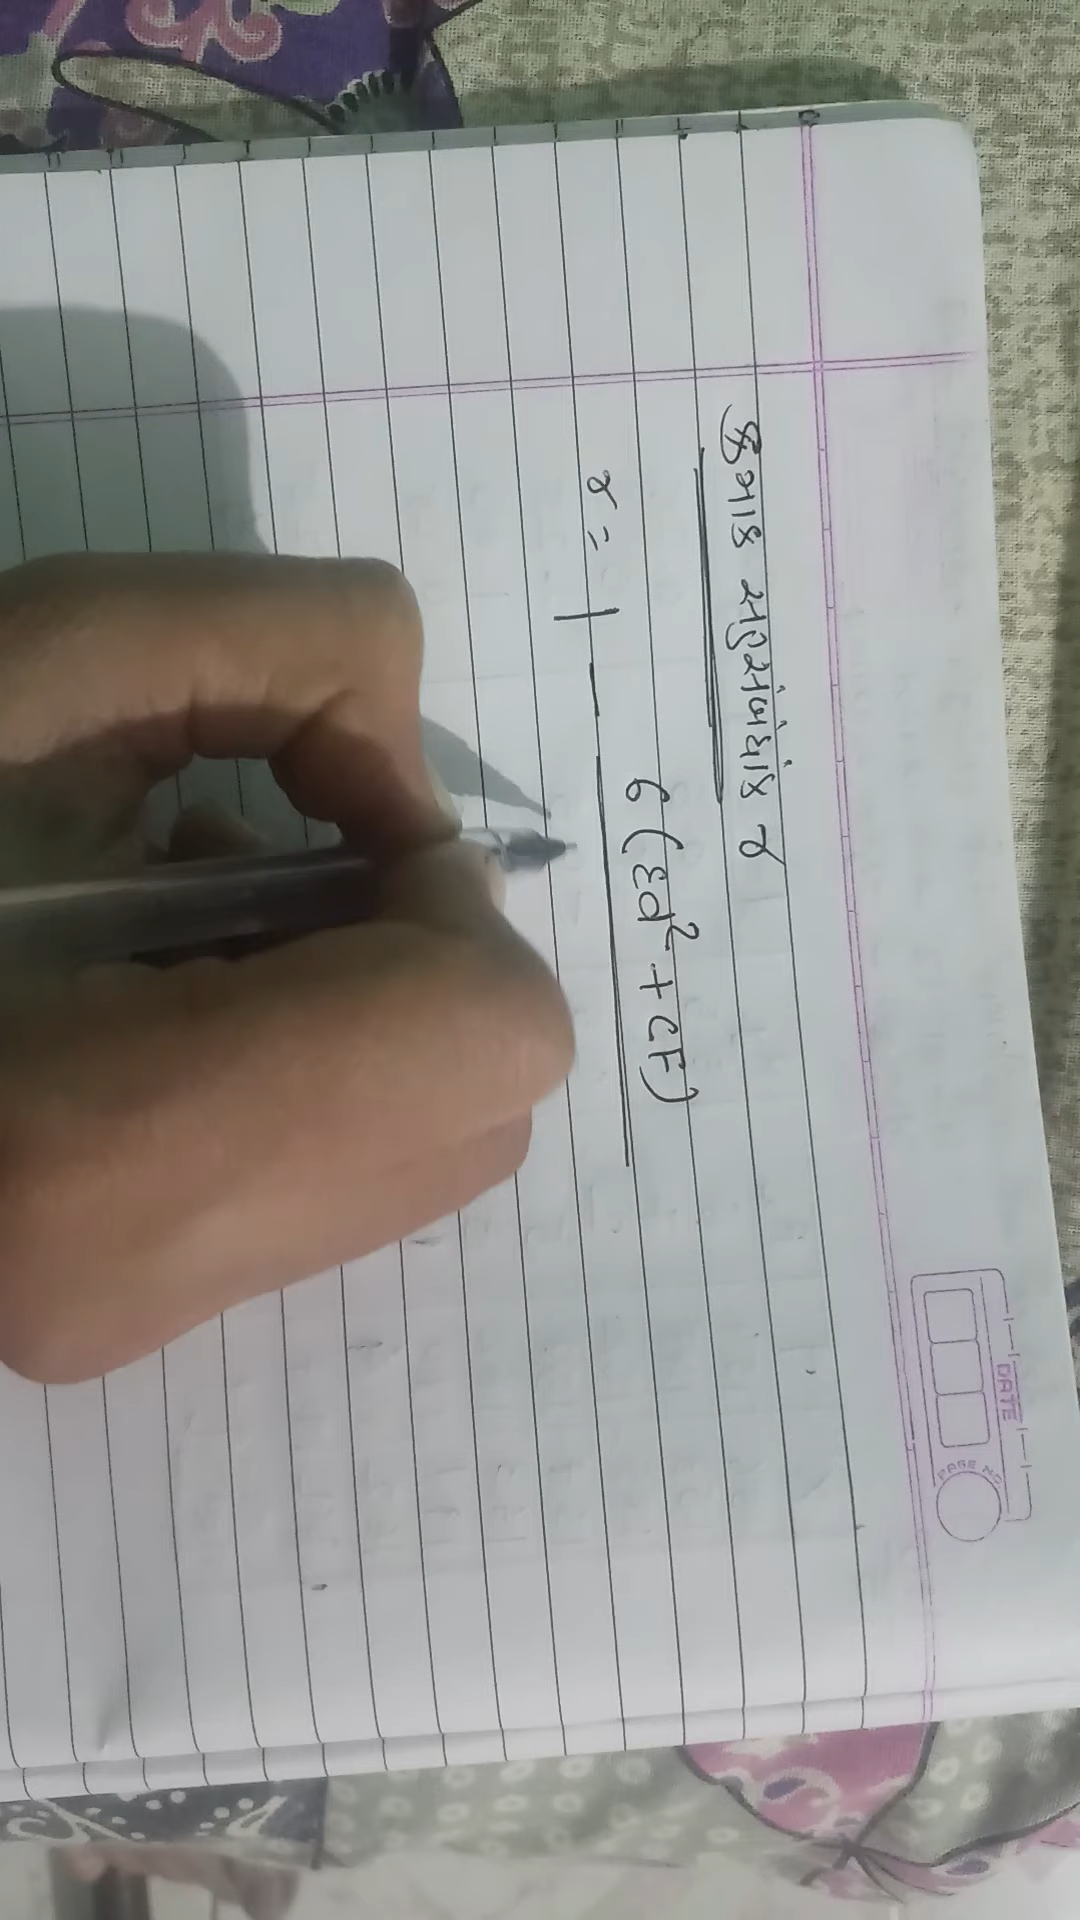 ક્રમાંક સહસંબંધાંક r
r = 1 - 6 (Σd² + CF)
DATE
PAGE NO.